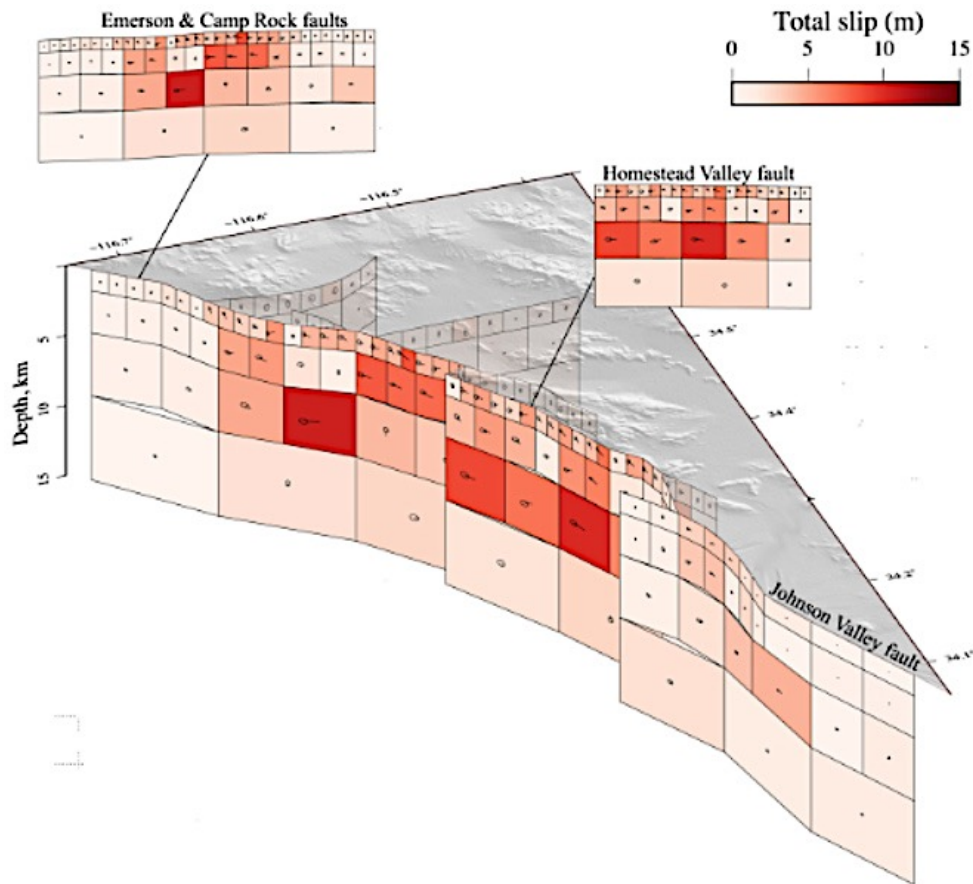 Emerson & Camp Rock faults
Total slip (m)
0 5 10 15
Homestead Valley fault
-116.7°
-116.6°
-116.5°
34.5°
34.4°
34.2°
34.1°
Depth, km
5
10
15
Johnson Valley fault